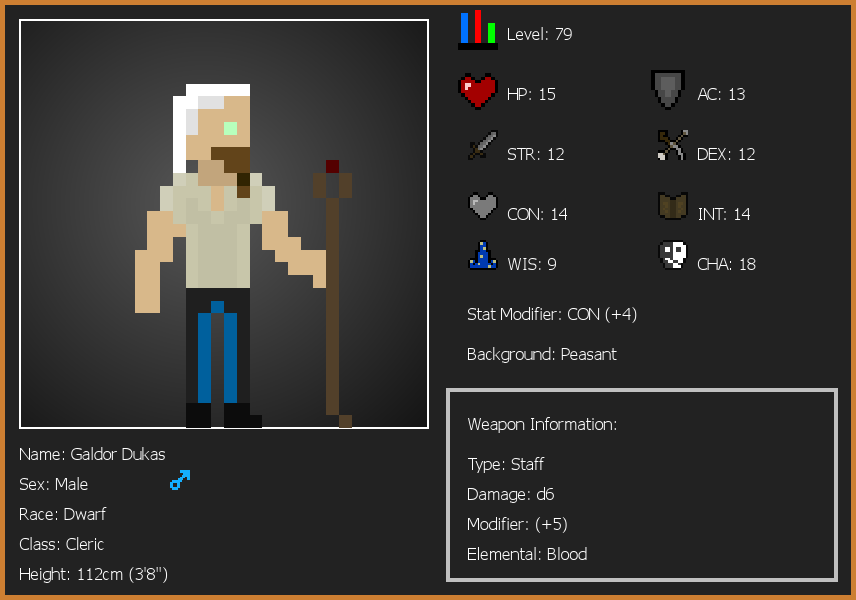 Level: 79
HP: 15
AC: 13
STR: 12
DEX: 12
CON: 14
INT: 14
WIS: 9
CHA: 18
Stat Modifier: CON (+4)
Background: Peasant
Weapon Information:
Type: Staff
Damage: d6
Modifier: (+5)
Elemental: Blood
Name: Galdor Dukas
Sex: Male
Race: Dwarf
Class: Cleric
Height: 112cm (3'8")